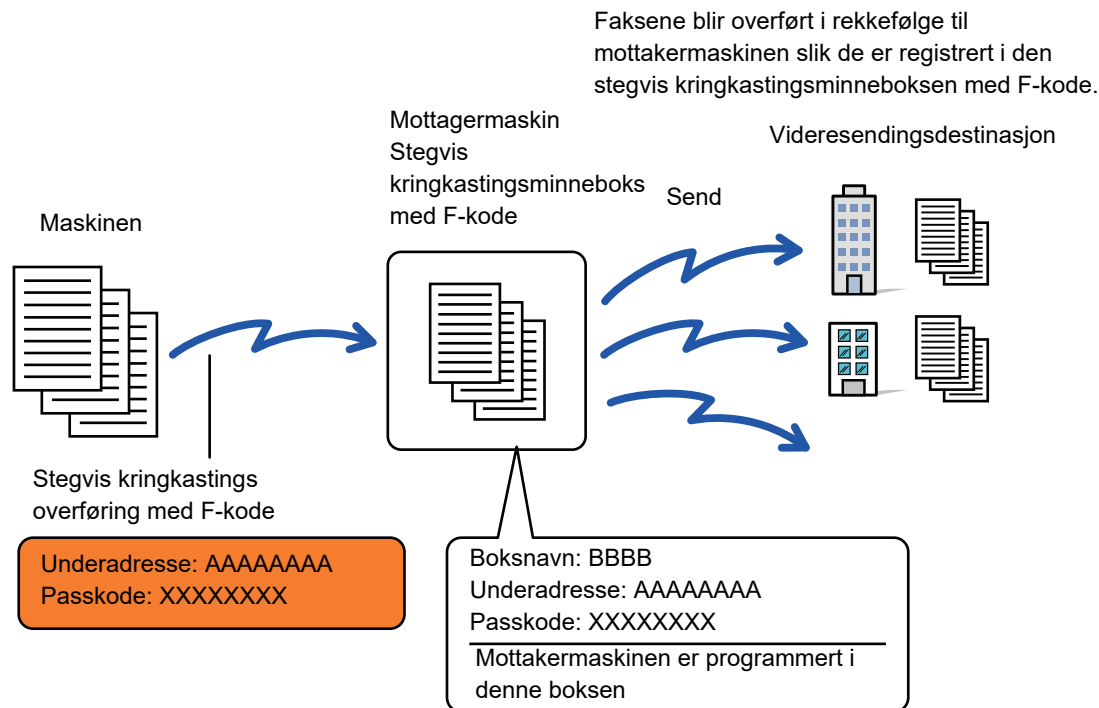 Faksene blir overført i rekkefølge til
mottakermaskinen slik de er registrert i den
stegvis kringkastingsminneboksen med F-kode.
Mottagermaskin
Stegvis
kringkastingsminneboks
med F-kode
Videresendingsdestinasjon
Send
Maskinen
Stegvis kringkastings
overføring med F-kode
Underadresse: AAAAAAAA
Passkode: XXXXXXXX
Boksnavn: BBBB
Underadresse: AAAAAAAA
Passkode: XXXXXXXX
Mottakermaskinen er programmert i
denne boksen